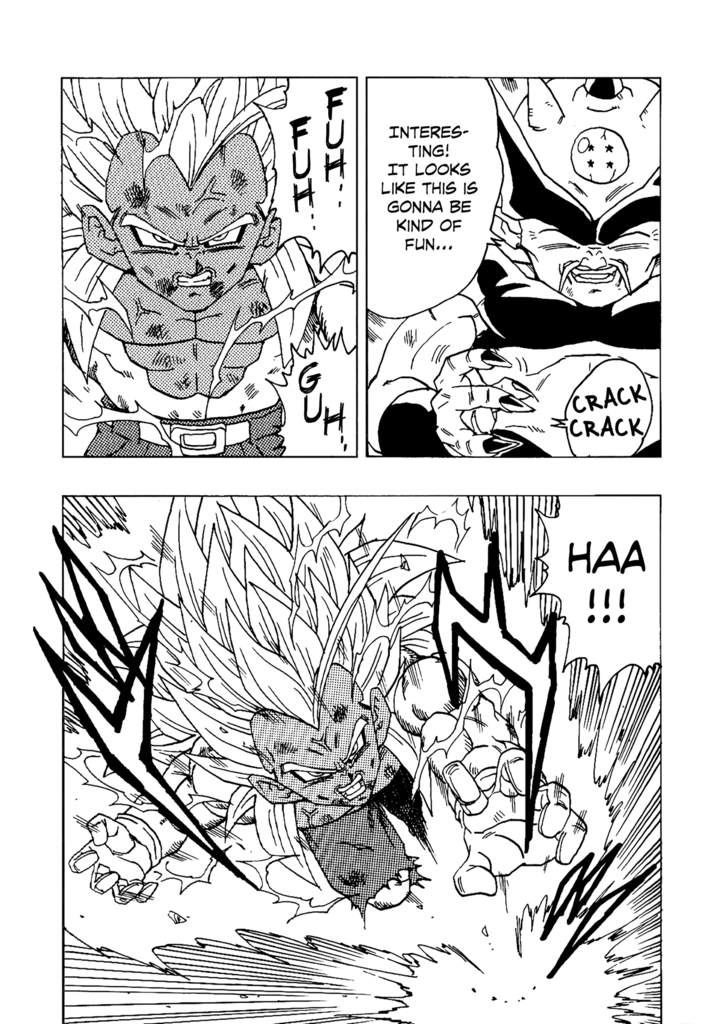 INTERES-
TING!
IT LOOKS
LIKE THIS IS
GONNA BE
KIND OF
FUN...
CRACK
CRACK
FUH..
FUH..
GUH..
HAA
!!!